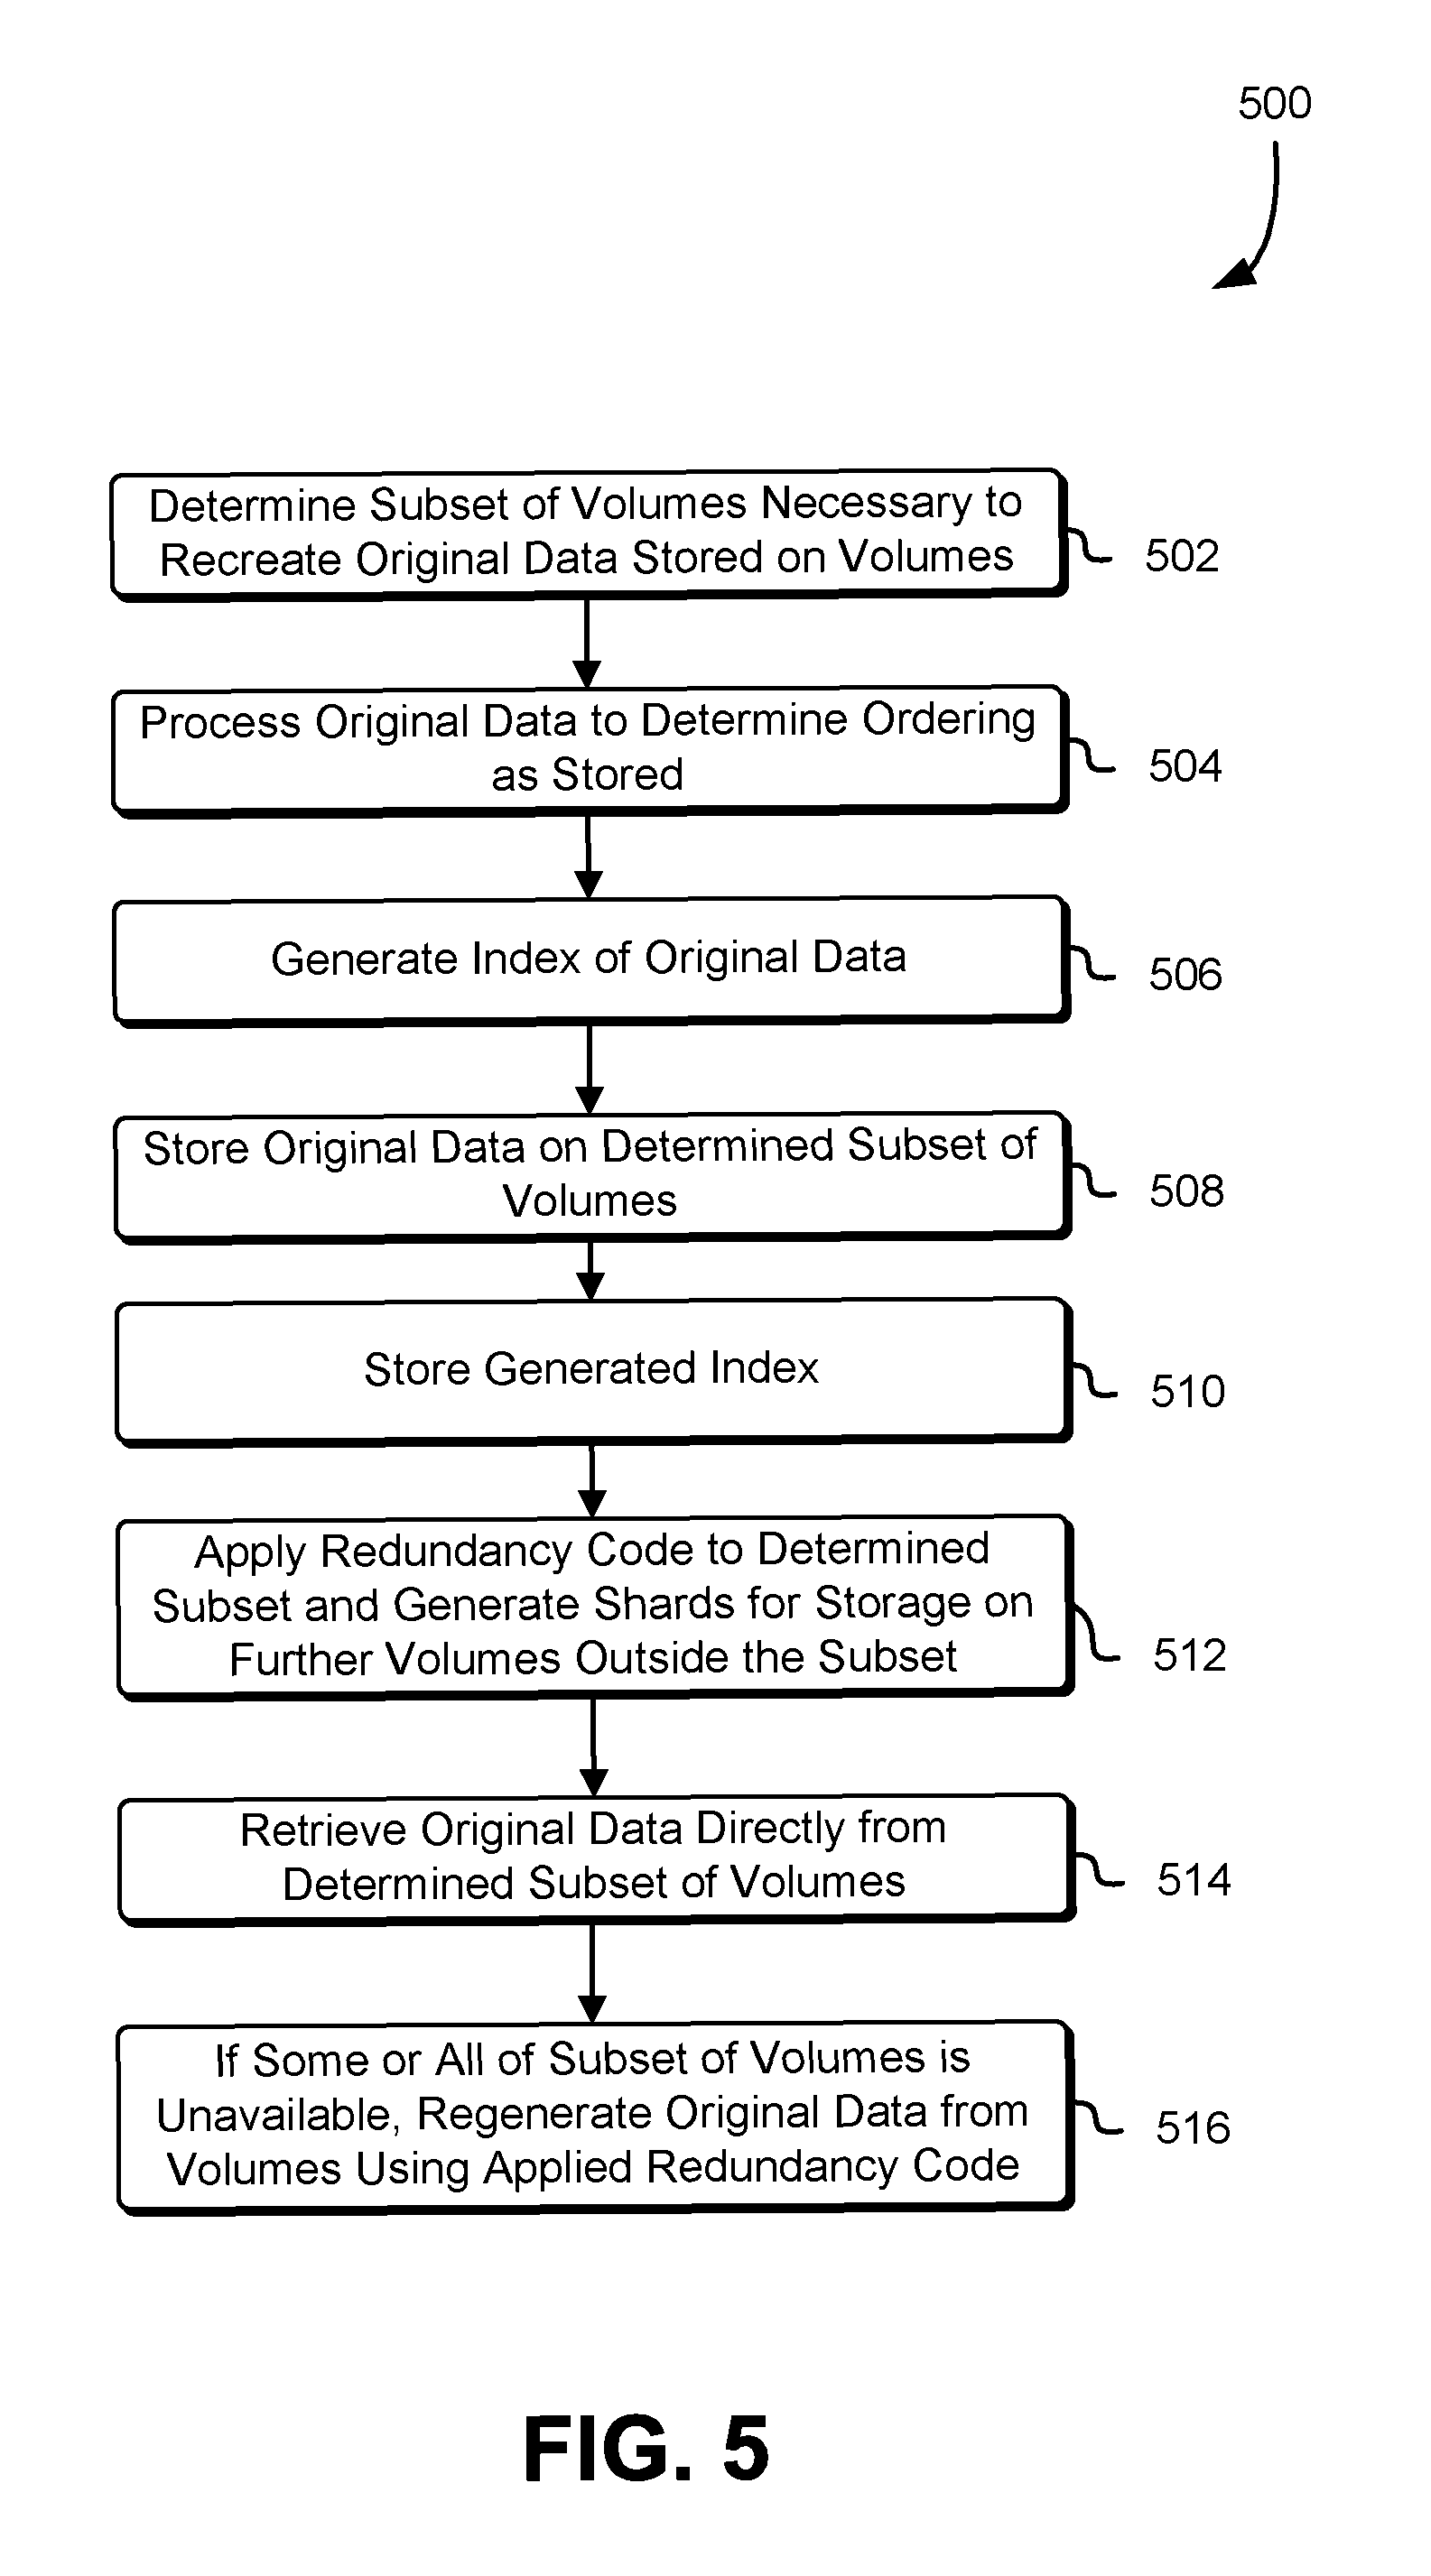 500
Determine Subset of Volumes Necessary to
Recreate Original Data Stored on Volumes
502
Process Original Data to Determine Ordering
as Stored
504
Generate Index of Original Data
506
Store Original Data on Determined Subset of
Volumes
508
Store Generated Index
510
Apply Redundancy Code to Determined
Subset and Generate Shards for Storage on
Further Volumes Outside the Subset
512
Retrieve Original Data Directly from
Determined Subset of Volumes
514
If Some or All of Subset of Volumes is
Unavailable, Regenerate Original Data from
Volumes Using Applied Redundancy Code
516
FIG. 5